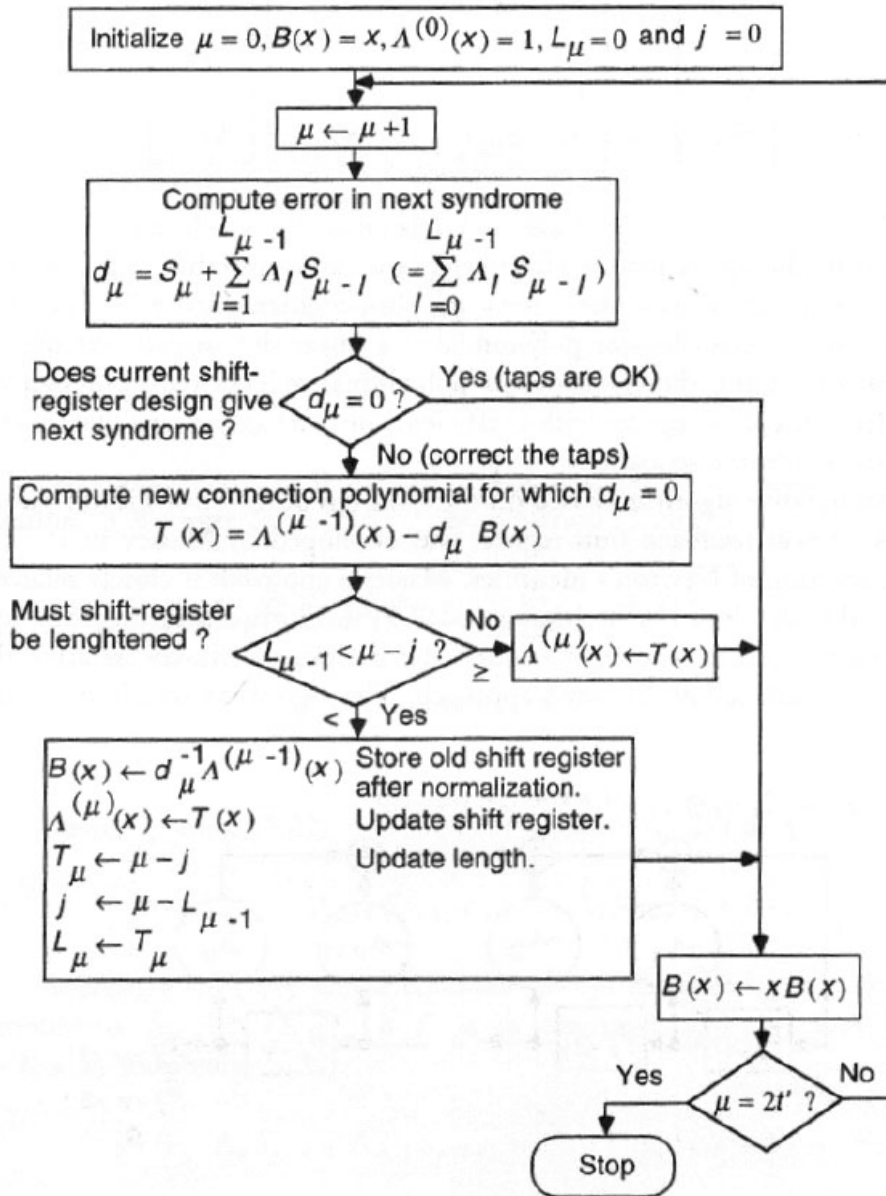 Initialize μ = 0, B(x) = x, Λ^(0)(x) = 1, L_μ = 0 and j = 0
μ ← μ +1
Compute error in next syndrome
d_μ = S_μ + ∑_{l=1}^{L_{μ-1}} Λ_l S_{μ-l} (= ∑_{l=0}^{L_{μ-1}} Λ_l S_{μ-l})
Does current shift-
register design give
next syndrome ?
d_μ = 0 ?
Yes (taps are OK)
No (correct the taps)
Compute new connection polynomial for which d_μ = 0
T (x) = Λ^(μ-1)(x) – d_μ B(x)
Must shift-register
be lenghtened ?
L_{μ-1} < μ – j ?
No
≥
Λ^(μ)(x) ← T(x)
< Yes
B(x) ← d_μ^{-1} Λ^(μ-1)(x) Store old shift register
after normalization.
Λ^(μ)(x) ← T(x) Update shift register.
T_μ ← μ – j Update length.
j ← μ – L_{μ-1}
L_μ ← T_μ
B(x) ← x B(x)
Yes
μ = 2t' ?
No
Stop